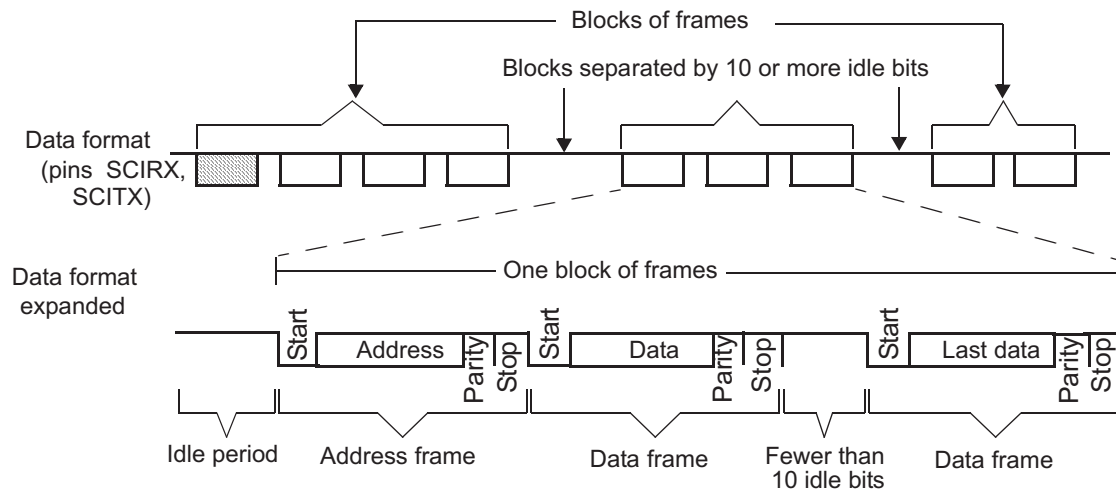 Blocks of frames
Blocks separated by 10 or more idle bits
Data format
(pins SCIRX,
SCITX)
Data format
expanded
One block of frames
Start
Address
Parity
Stop
Start
Data
Parity
Stop
Start
Last data
Parity
Stop
Idle period
Address frame
Data frame
Fewer than
10 idle bits
Data frame